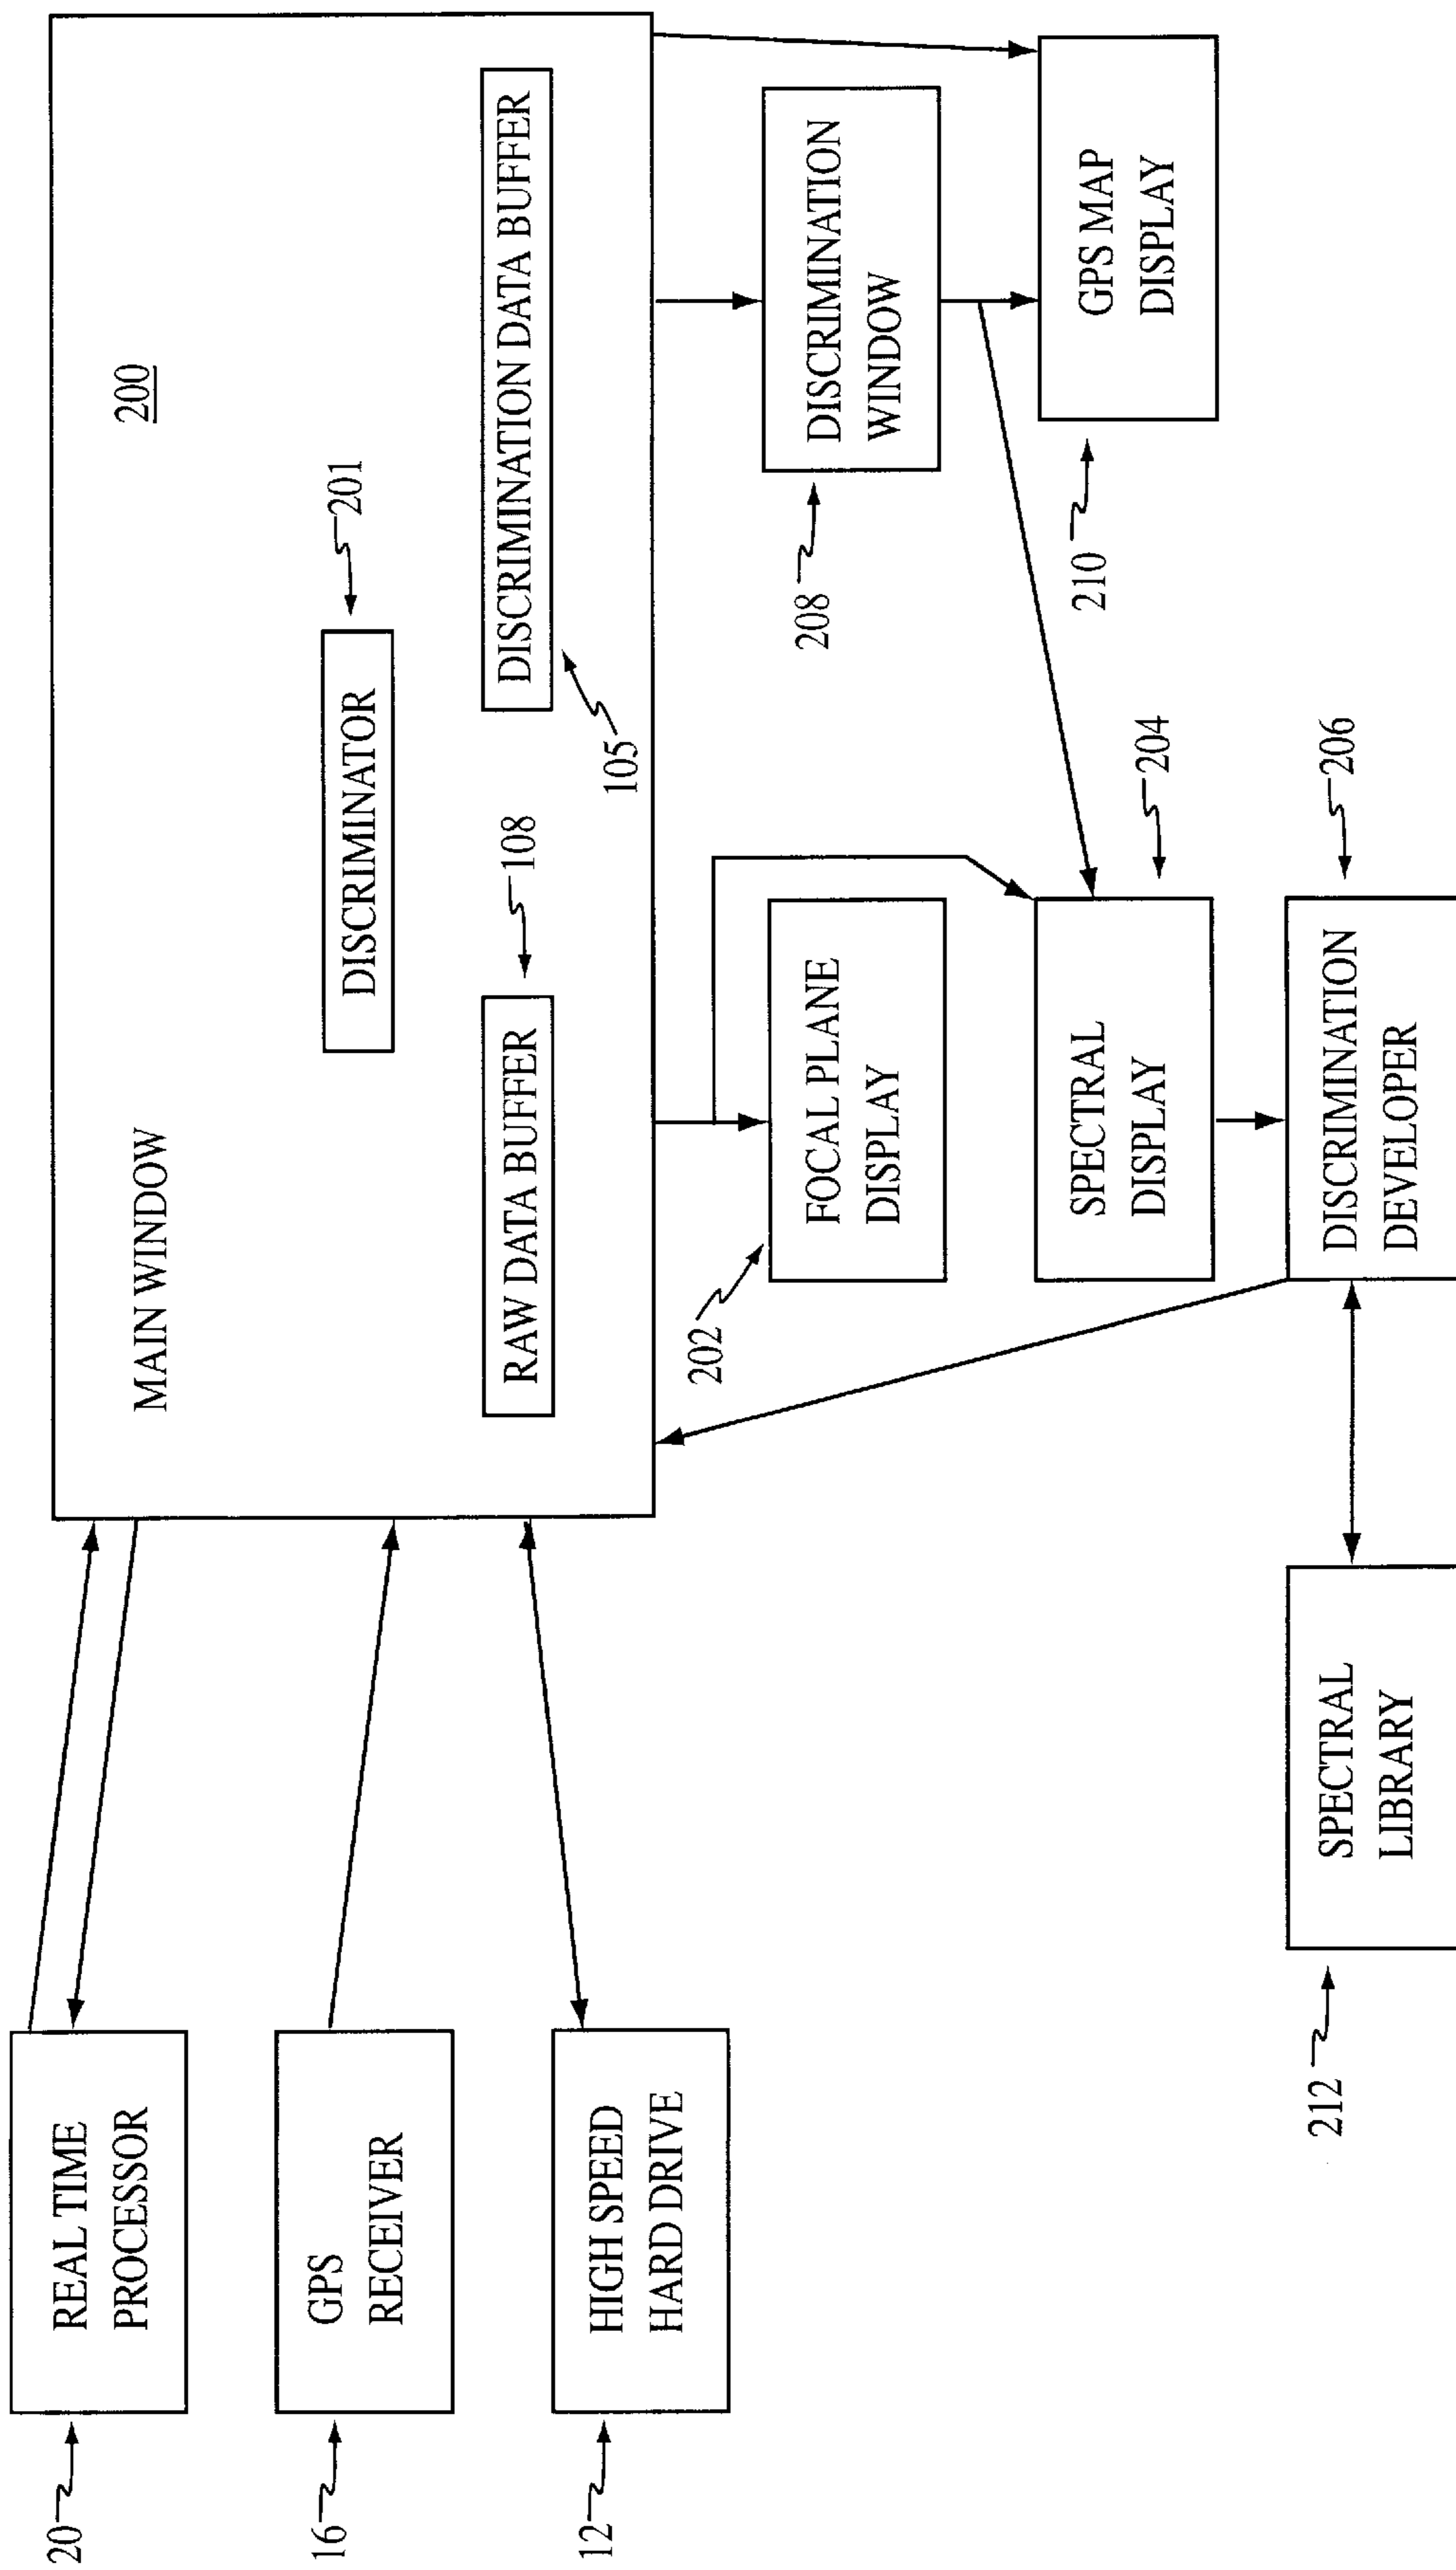 200
MAIN WINDOW
DISCRIMINATOR
201
RAW DATA BUFFER
108
DISCRIMINATION DATA BUFFER
105
20
REAL TIME
PROCESSOR
16
GPS
RECEIVER
12
HIGH SPEED
HARD DRIVE
202
FOCAL PLANE
DISPLAY
208
DISCRIMINATION
WINDOW
SPECTRAL
DISPLAY
204
210
GPS MAP
DISPLAY
212
SPECTRAL
LIBRARY
DISCRIMINATION
DEVELOPER
206